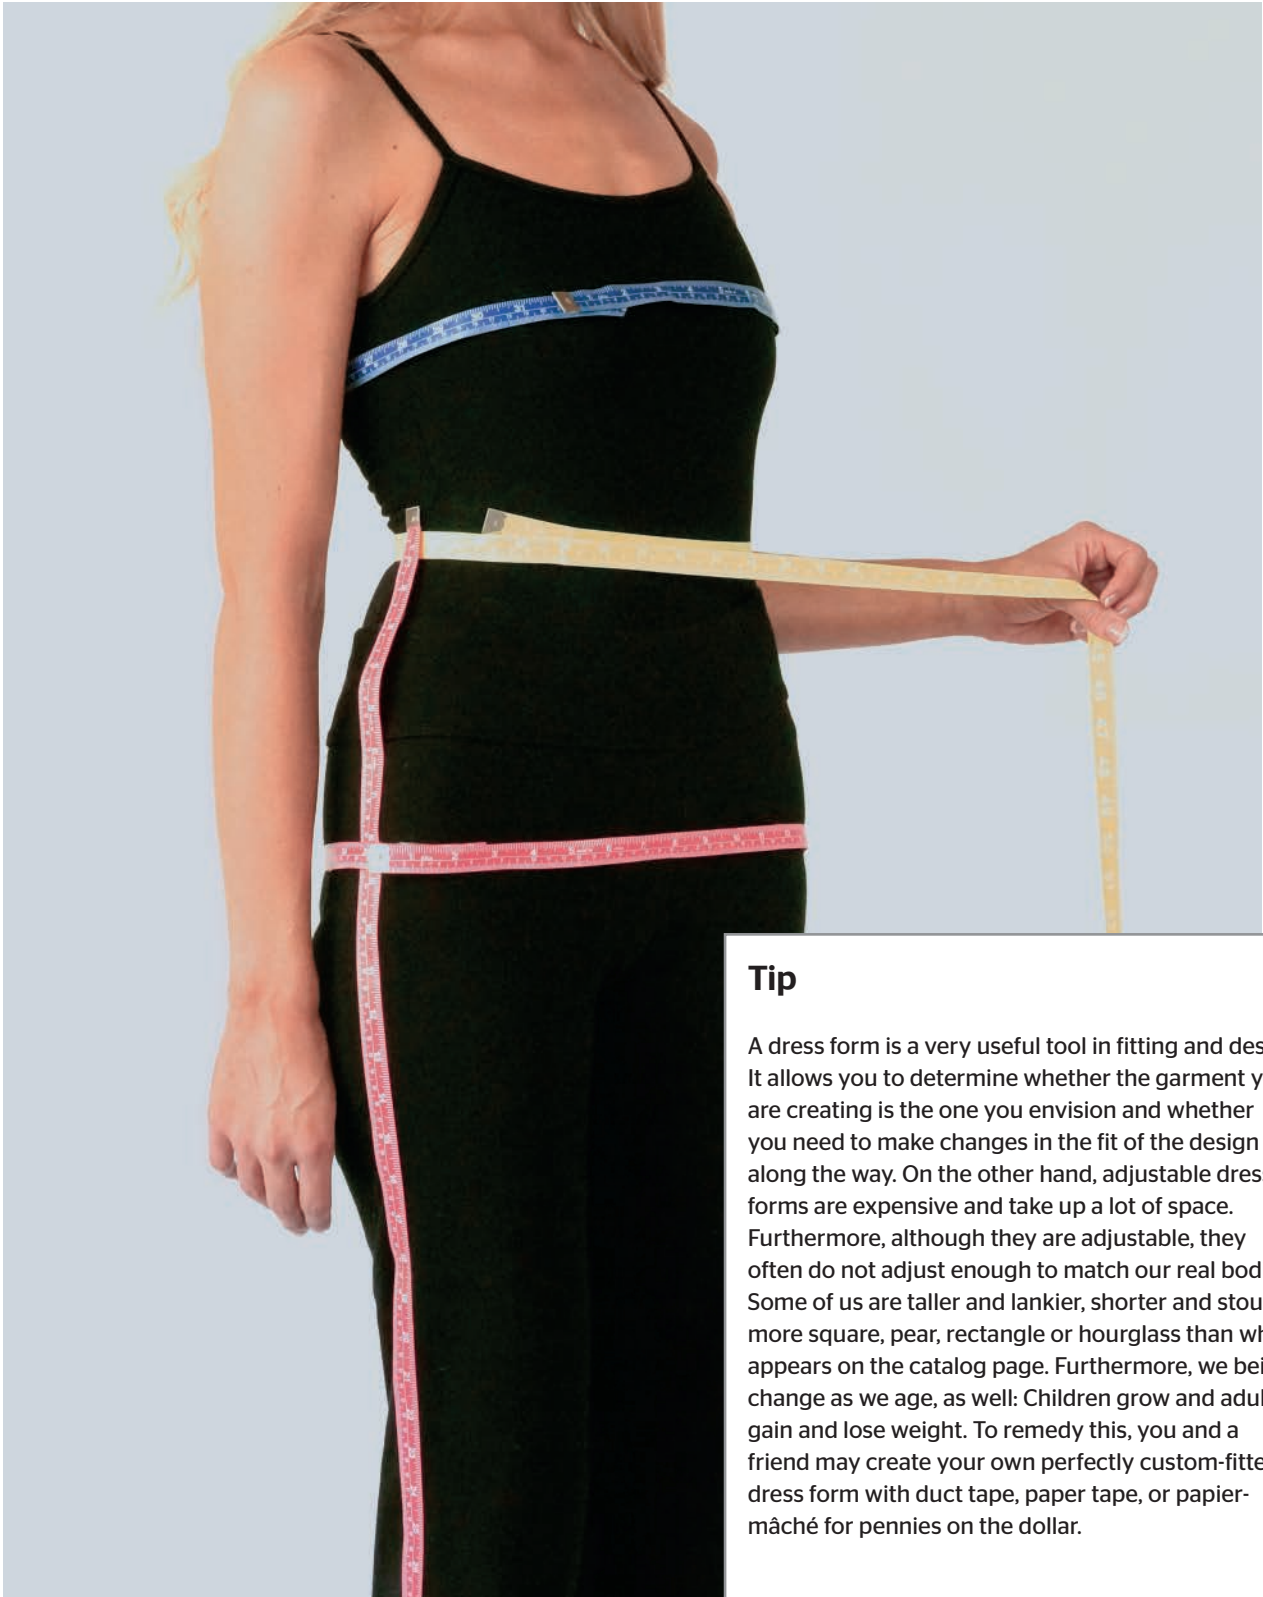 Tip
A dress form is a very useful tool in fitting and
It allows you to determine whether the garment
are creating is the one you envision and whether
you need to make changes in the fit of the design
along the way. On the other hand, adjustable
forms are expensive and take up a lot of space.
Furthermore, although they are adjustable, they
often do not adjust enough to match our real
Some of us are taller and lankier, shorter and
more square, pear, rectangle or hourglass than
appears on the catalog page. Furthermore, we
change as we age, as well: Children grow and
gain and lose weight. To remedy this, you and a
friend may create your own perfectly
dress form with duct tape, paper tape, or papier-
mâché for pennies on the dollar.